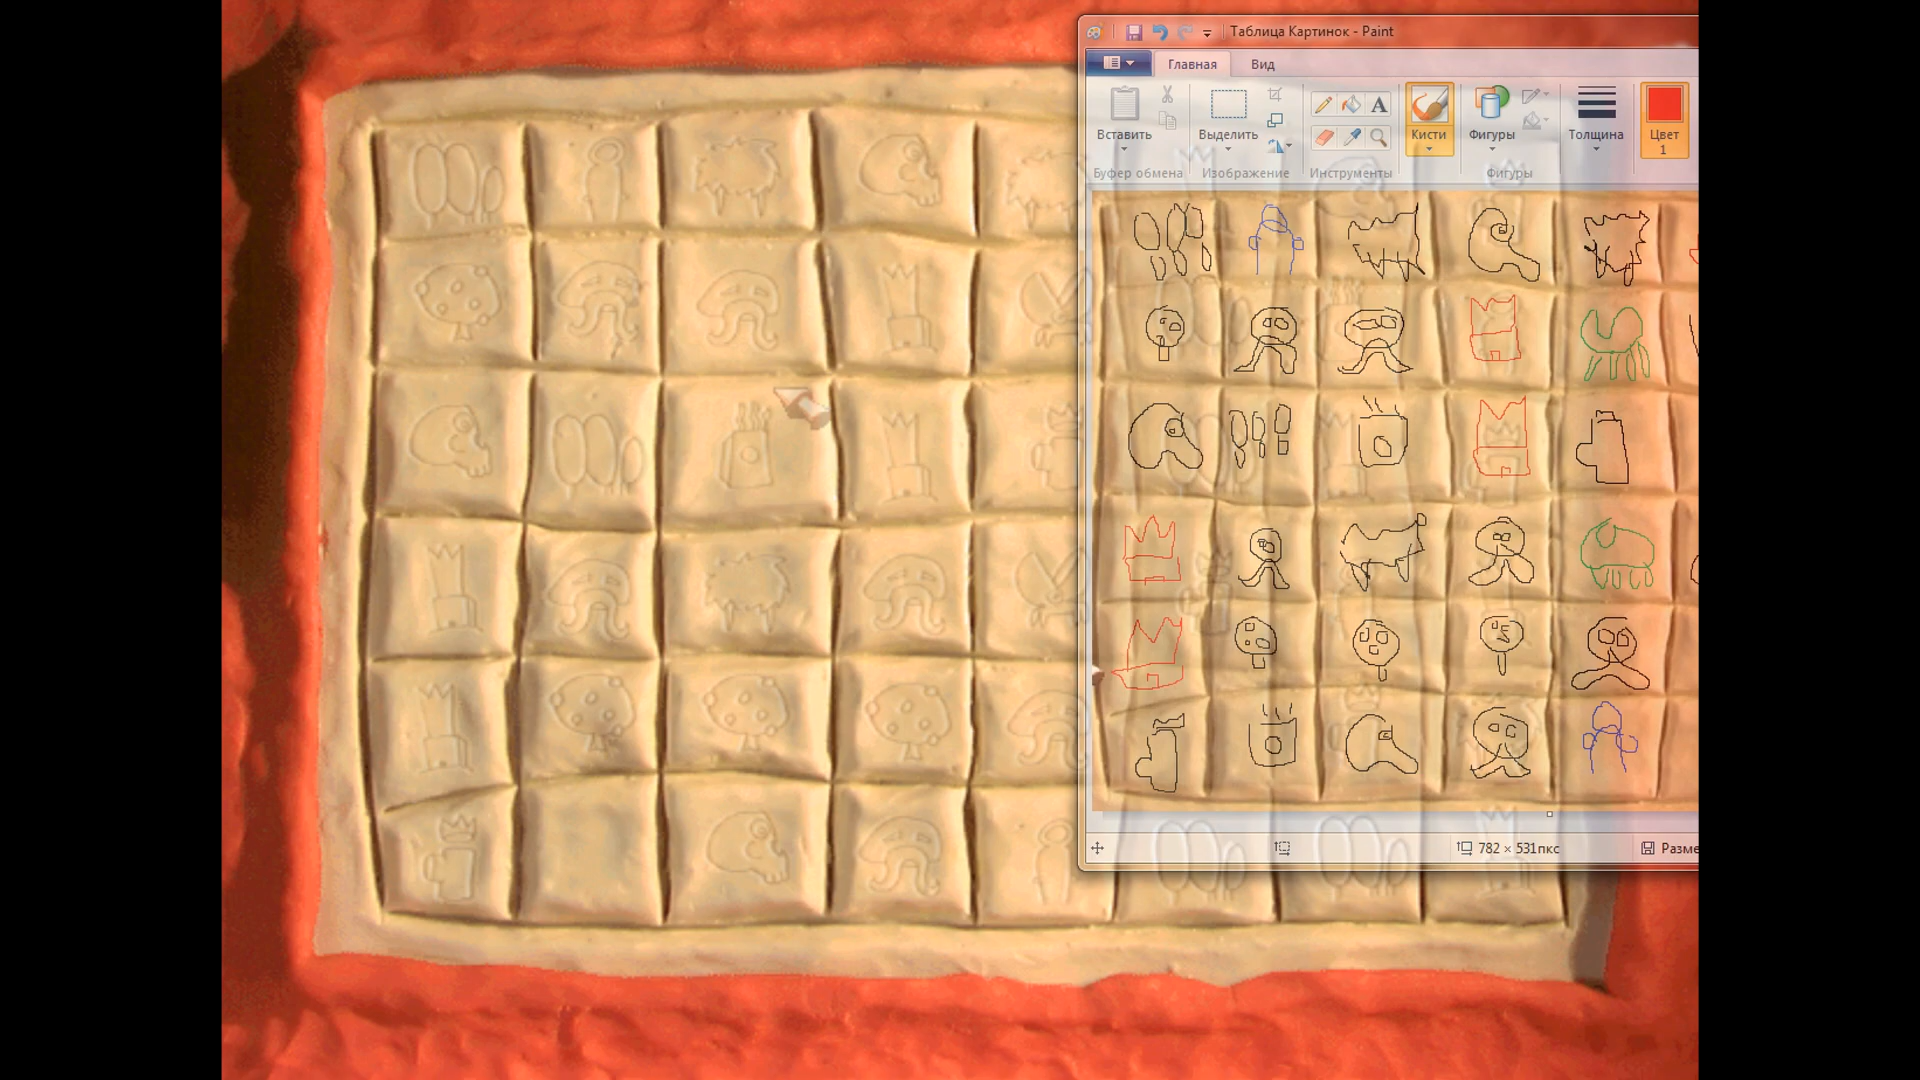 Таблица Картинок - Paint
Главная Вид
Вставить Выделить A Кисти Фигуры Толщина Цвет 1
Буфер обмена Изображение Инструменты Фигуры
782 × 531пкс Разме